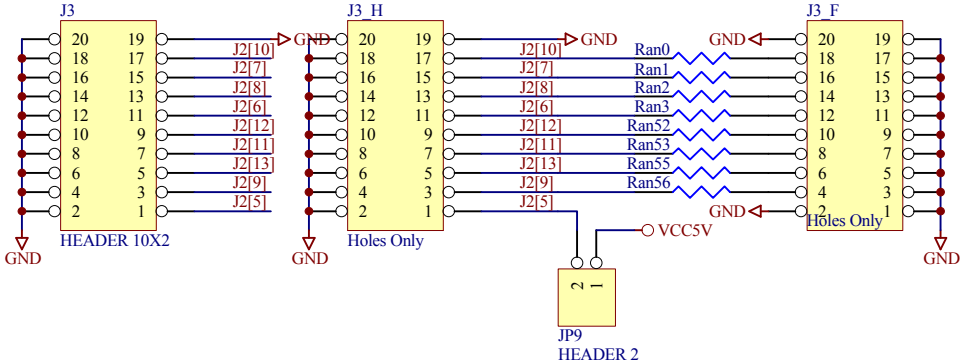 J3 J3_H J3_F
20 19 GND 20 19 GND GND 20 19
18 17 J2[10] 18 17 J2[10] Ran0 18 17
16 15 J2[7] 16 15 J2[7] Ran1 16 15
14 13 J2[8] 14 13 J2[8] Ran2 14 13
12 11 J2[6] 12 11 J2[6] Ran3 12 11
10 9 J2[12] 10 9 J2[12] Ran52 10 9
8 7 J2[11] 8 7 J2[11] Ran53 8 7
6 5 J2[13] 6 5 J2[13] Ran55 6 5
4 3 J2[9] 4 3 J2[9] Ran56 4 3
2 1 J2[5] 2 1 J2[5] GND 2 1
HEADER 10X2 Holes Only VCC5V Holes Only
GND GND GND
2 1
JP9
HEADER 2